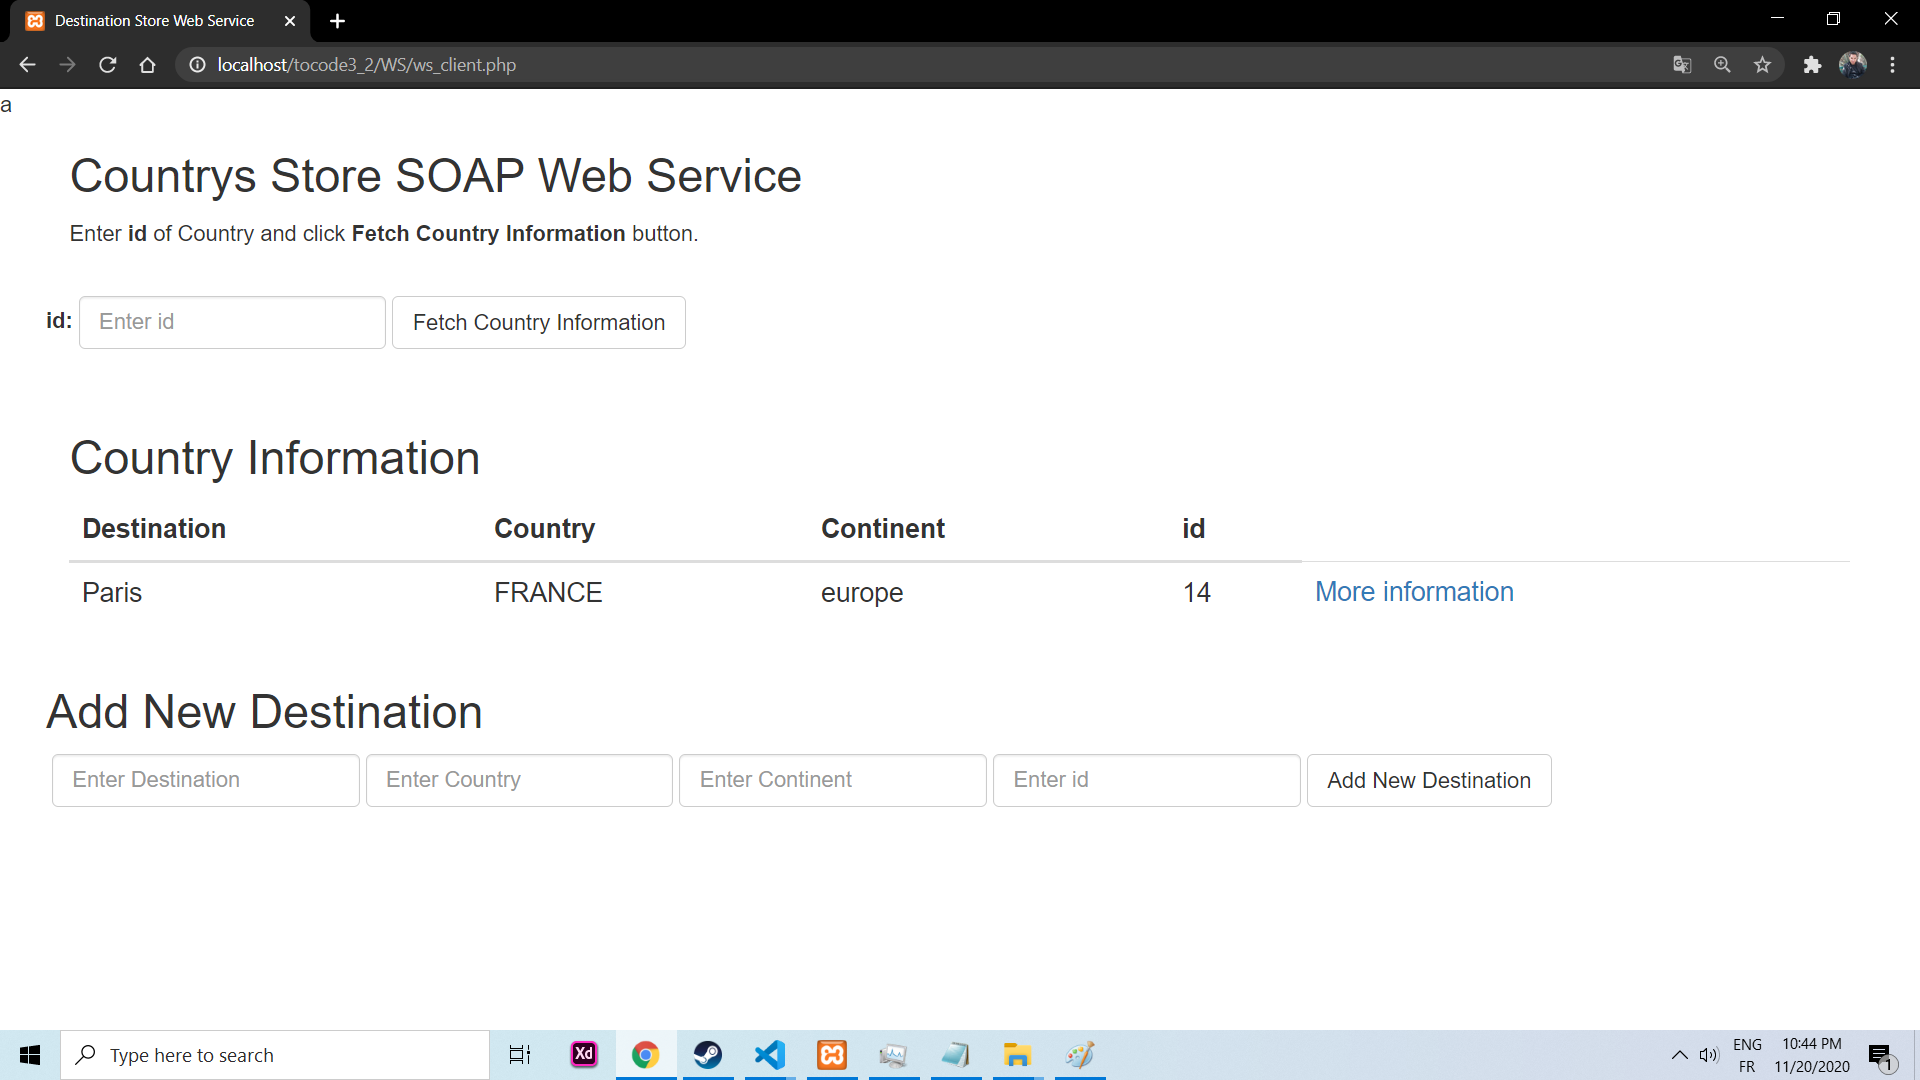 Destination Store Web Service
localhost/tocode3_2/WS/ws_client.php
a
Countrys Store SOAP Web Service
Enter id of Country and click Fetch Country Information button.
id: Enter id Fetch Country Information
Country Information
Destination Country Continent id
Paris FRANCE europe 14 More information
Add New Destination
Enter Destination Enter Country Enter Continent Enter id Add New Destination
Type here to search
Xd
ENG
FR
10:44 PM
11/20/2020
1